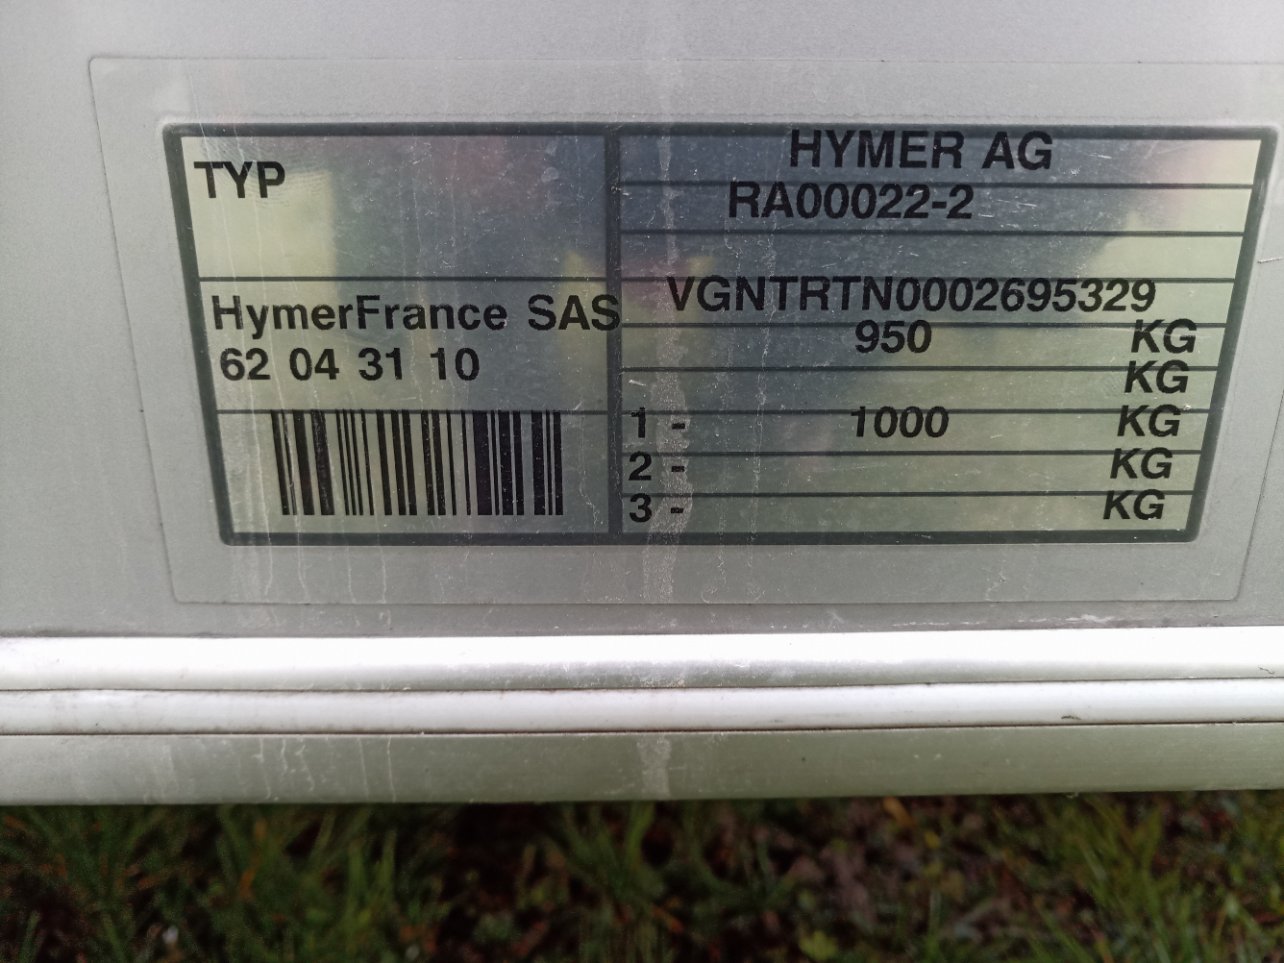 TYP
HymerFrance SAS
62 04 31 10
HYMER AG
RA00022-2
VGNTRTN0002695329
950 KG
KG
1 - 1000 KG
2 - KG
3 - KG